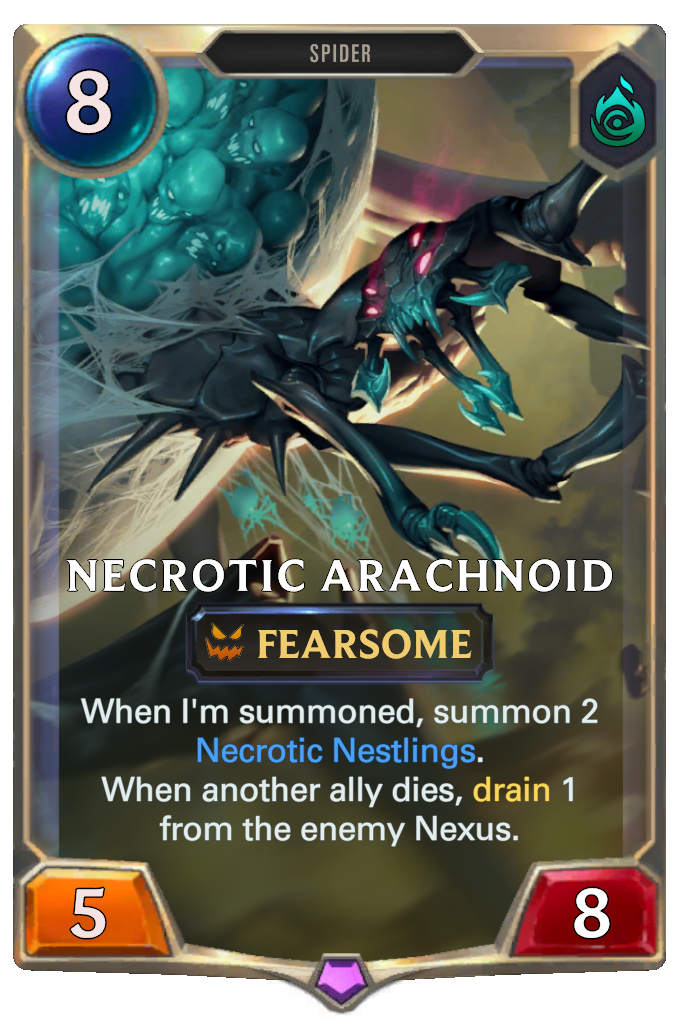 SPIDER
8
NECROTIC ARACHNOID
FEARSOME
When I'm summoned, summon 2
Necrotic Nestlings.
When another ally dies, drain 1
from the enemy Nexus.
5
8